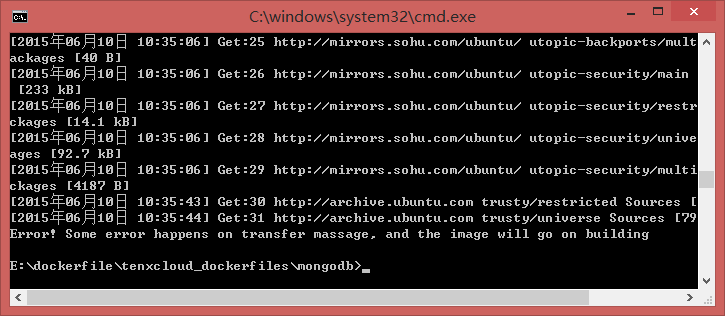 C:\windows\system32\cmd.exe
[2015年06月10日 10:35:06] Get:25 http://mirrors.sohu.com/ubuntu/ utopic-backports/mult
ackages [40 B]
[2015年06月10日 10:35:06] Get:26 http://mirrors.sohu.com/ubuntu/ utopic-security/main
[233 kB]
[2015年06月10日 10:35:06] Get:27 http://mirrors.sohu.com/ubuntu/ utopic-security/restr
ckages [14.1 kB]
[2015年06月10日 10:35:06] Get:28 http://mirrors.sohu.com/ubuntu/ utopic-security/unive
ages [92.7 kB]
[2015年06月10日 10:35:06] Get:29 http://mirrors.sohu.com/ubuntu/ utopic-security/multi
ckages [4187 B]
[2015年06月10日 10:35:43] Get:30 http://archive.ubuntu.com trusty/restricted Sources [
[2015年06月10日 10:35:44] Get:31 http://archive.ubuntu.com trusty/universe Sources [79
Error! Some error happens on transfer massage, and the image will go on building
E:\dockerfile\tenxcloud_dockerfiles\mongodb>_